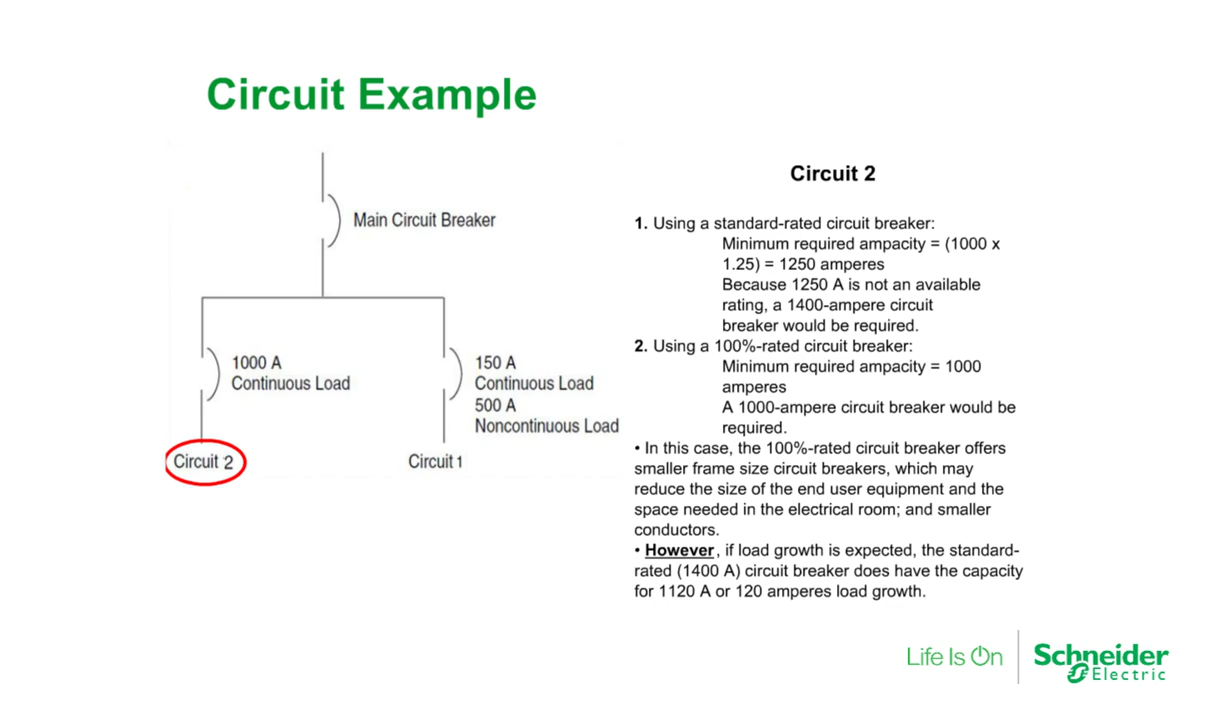 Circuit Example
Main Circuit Breaker
1000 A
Continuous Load
150 A
Continuous Load
500 A
Noncontinuous Load
Circuit 2
Circuit 1
Circuit 2
1. Using a standard-rated circuit breaker:
Minimum required ampacity = (1000 x
1.25) = 1250 amperes
Because 1250 A is not an available
rating, a 1400-ampere circuit
breaker would be required.
2. Using a 100%-rated circuit breaker:
Minimum required ampacity = 1000
amperes
A 1000-ampere circuit breaker would be
required.
• In this case, the 100%-rated circuit breaker offers
smaller frame size circuit breakers, which may
reduce the size of the end user equipment and the
space needed in the electrical room; and smaller
conductors.
• However, if load growth is expected, the standard-
rated (1400 A) circuit breaker does have the capacity
for 1120 A or 120 amperes load growth.
Life Is On
Schneider
Electric